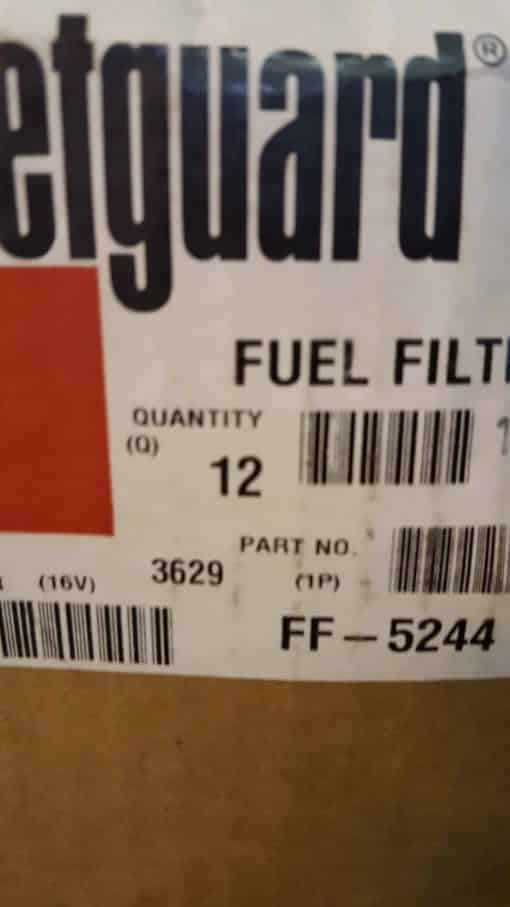 etguard®
FUEL FILT
QUANTITY
(Q)
12
PART NO.
(16V) 3629 (1P)
FF-5244